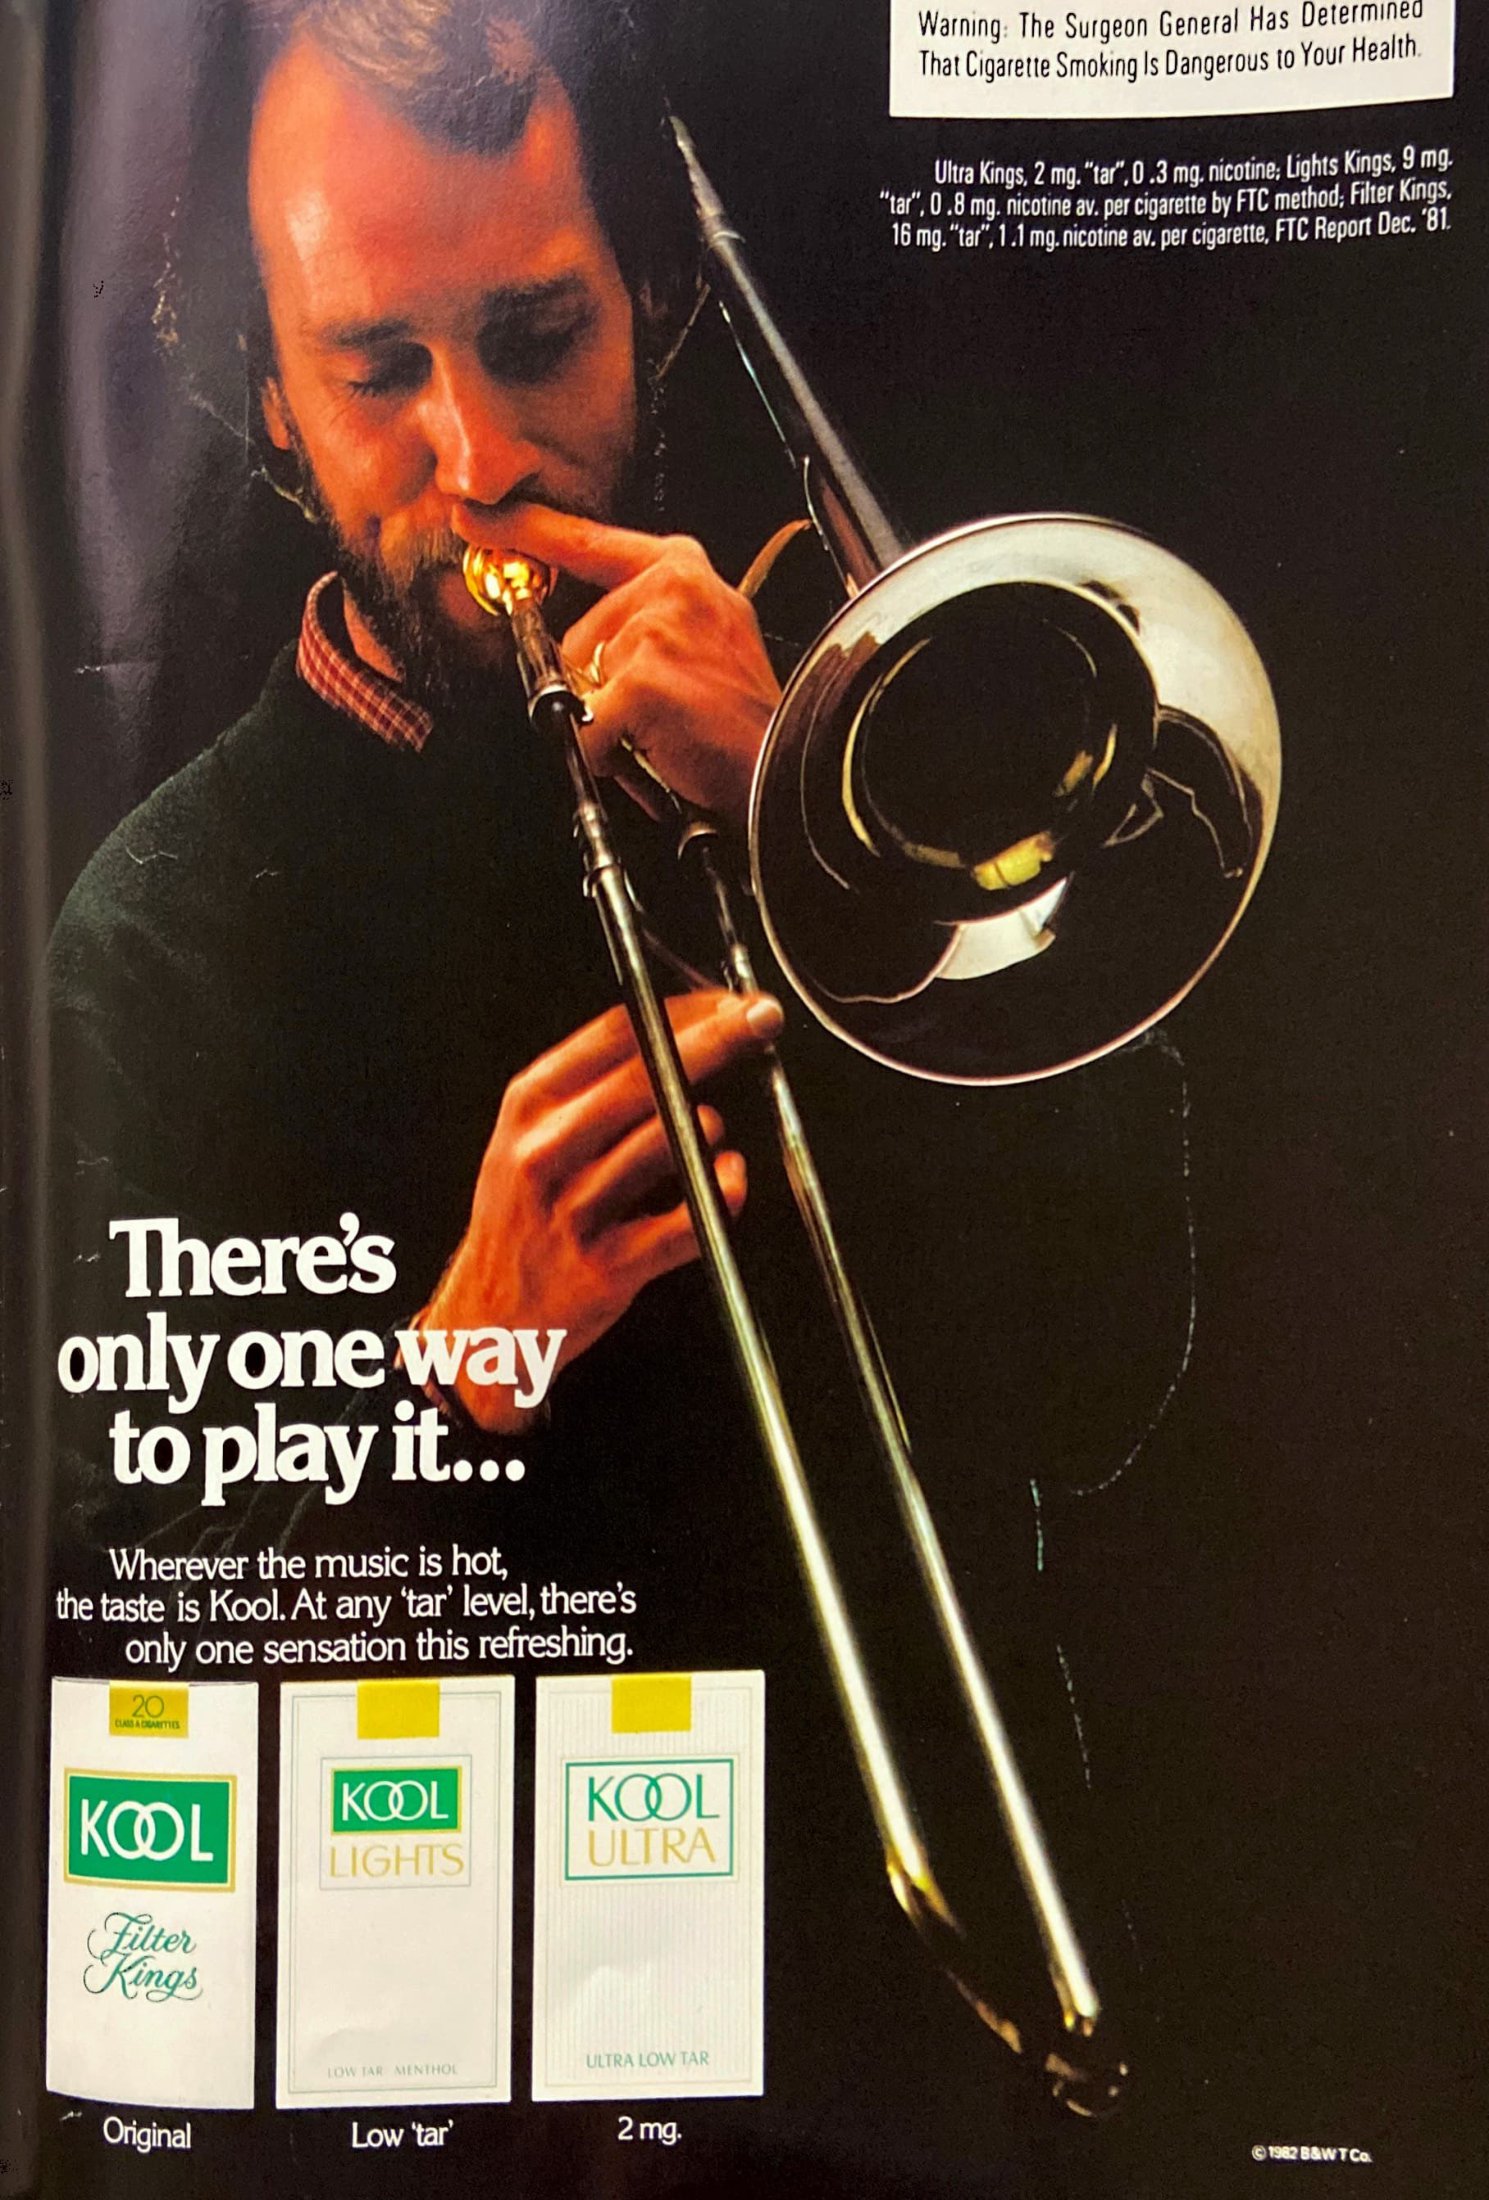 Warning: The Surgeon General Has Determined
That Cigarette Smoking Is Dangerous to Your Health.
Ultra Kings, 2 mg. "tar", 0 .3 mg. nicotine; Lights Kings, 9 mg.
"tar", 0 .8 mg. nicotine av. per cigarette by FTC method; Filter Kings,
16 mg. "tar", 1 .1 mg. nicotine av. per cigarette, FTC Report Dec. '81.
There's
only one way
to play it...
Wherever the music is hot,
the taste is Kool. At any 'tar' level, there's
only one sensation this refreshing.
20
CLASS A CIGARETTES
KOOL
Filter
Kings
KOOL
LIGHTS
LOW TAR MENTHOL
KOOL
ULTRA
ULTRA LOW TAR
Original
Low 'tar'
2 mg.
© 1982 B&W T Co.